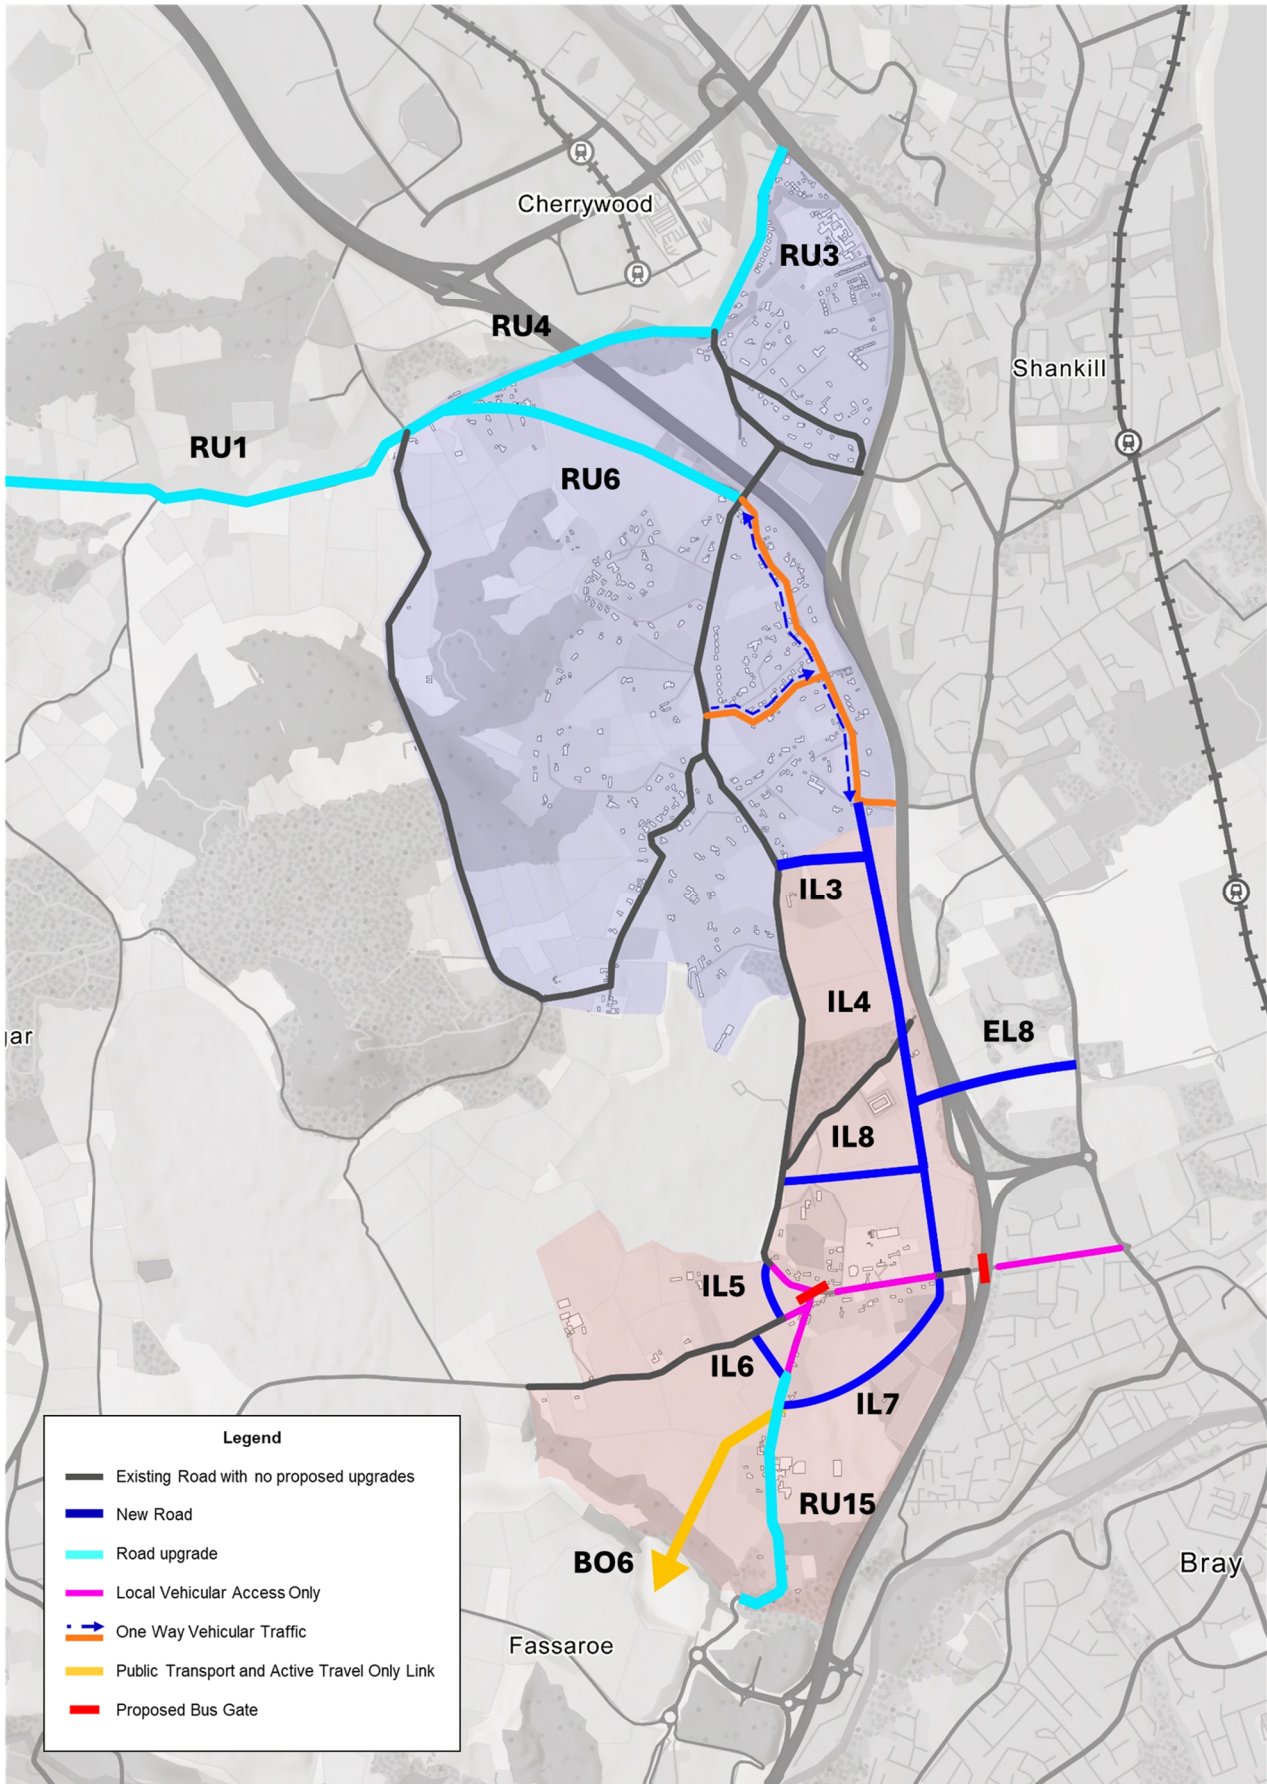 Cherrywood
RU3
RU4
Shankill
RU1
RU6
IL3
IL4
EL8
gar
IL8
IL5
IL6
IL7
RU15
BO6
Bray
Fassaroe
Legend
Existing Road with no proposed upgrades
New Road
Road upgrade
Local Vehicular Access Only
One Way Vehicular Traffic
Public Transport and Active Travel Only Link
Proposed Bus Gate